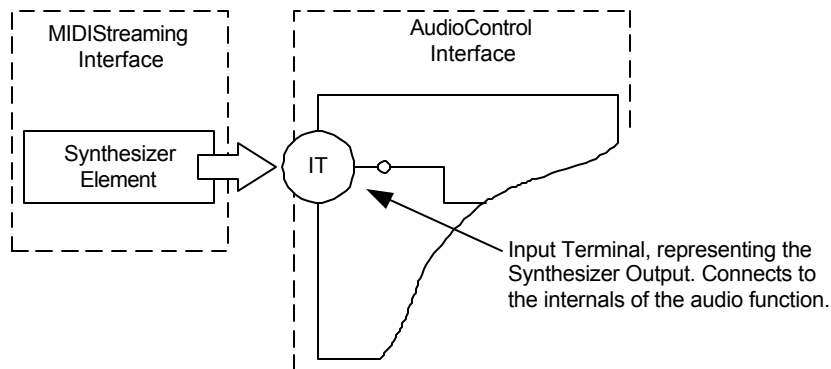 MIDIStreaming
Interface
AudioControl
Interface
Synthesizer
Element
IT
Input Terminal, representing the
Synthesizer Output. Connects to
the internals of the audio function.